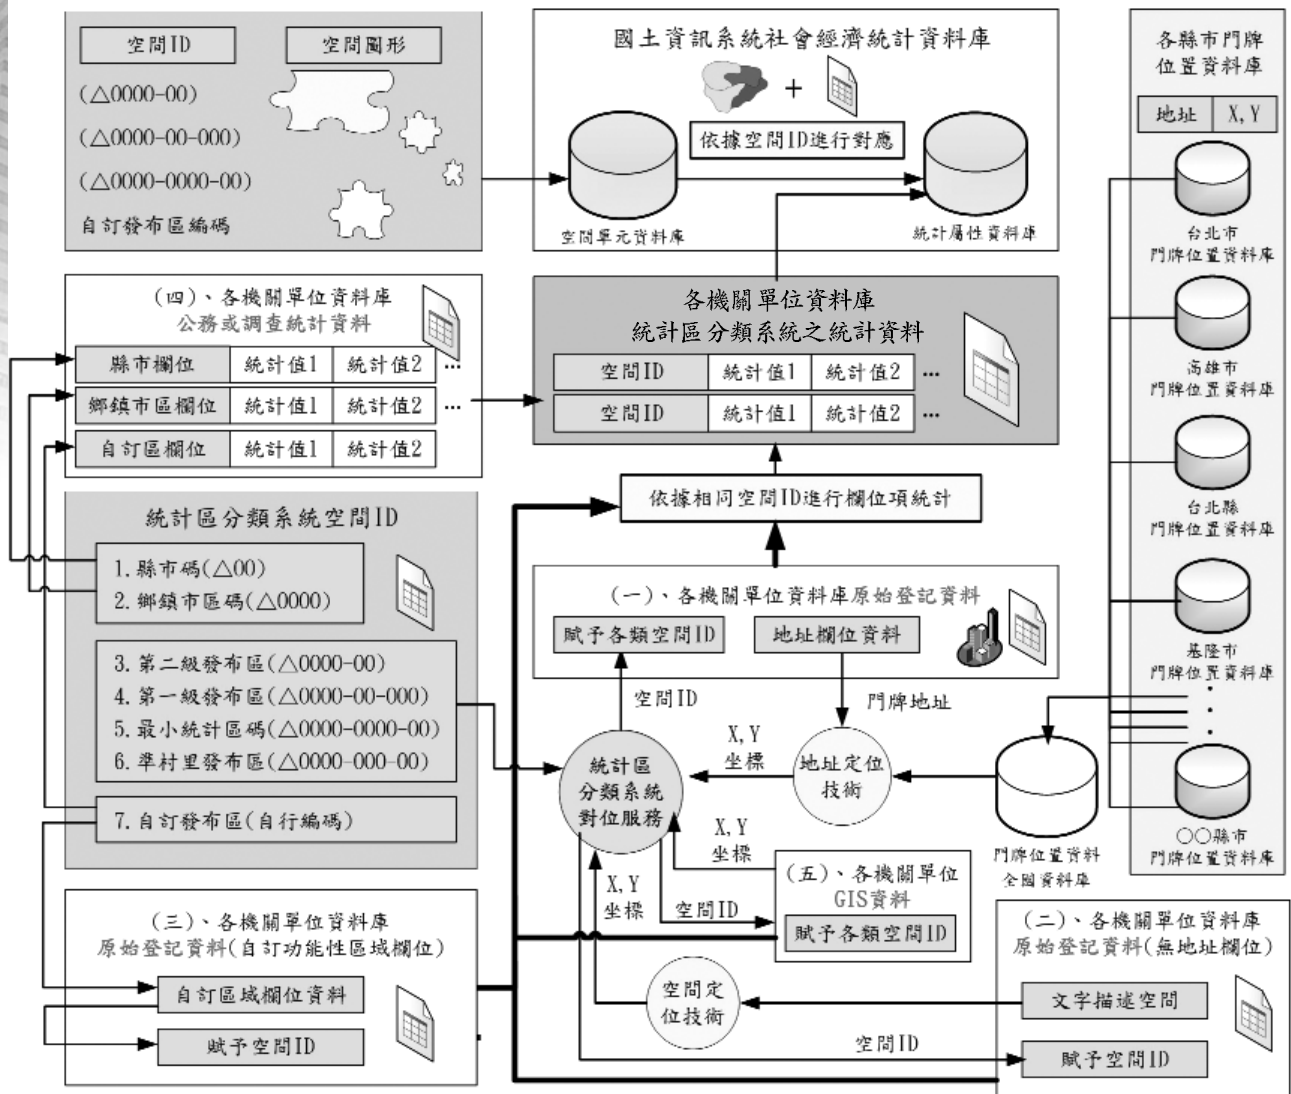 空間ID
空間圖形
(△0000-00)
(△0000-00-000)
(△0000-0000-00)
自訂發布區編碼
國土資訊系統社會經濟統計資料庫
+
依據空間ID進行對應
空間單元資料庫
統計屬性資料庫
各縣市門牌
位置資料庫
地址
X,Y
台北市
門牌位置資料庫
高雄市
門牌位置資料庫
台北縣
門牌位置資料庫
基隆市
門牌位置資料庫
○○縣市
門牌位置資料庫
(四)、各機關單位資料庫
公務或調查統計資料
縣市欄位 統計值1 統計值2 …
鄉鎮市區欄位 統計值1 統計值2 …
自訂區欄位 統計值1 統計值2
各機關單位資料庫
統計區分類系統之統計資料
空間ID 統計值1 統計值2 …
空間ID 統計值1 統計值2 …
依據相同空間ID進行欄位項統計
統計區分類系統空間ID
1.縣市碼(△00)
2.鄉鎮市區碼(△0000)
3.第二級發布區(△0000-00)
4.第一級發布區(△0000-00-000)
5.最小統計區碼(△0000-0000-00)
6.準村里發布區(△0000-000-00)
7.自訂發布區(自行編碼)
(一)、各機關單位資料庫原始登記資料
賦予各類空間ID
地址欄位資料
空間ID
門牌地址
統計區
分類系統
對位服務
X,Y
坐標
地址定位
技術
門牌位置資料
全國資料庫
X,Y
坐標
X,Y
坐標
空間ID
(五)、各機關單位
GIS資料
賦予各類空間ID
(三)、各機關單位資料庫
原始登記資料(自訂功能性區域欄位)
自訂區域欄位資料
賦予空間ID
空間定
位技術
空間ID
(二)、各機關單位資料庫
原始登記資料(無地址欄位)
文字描述空間
賦予空間ID